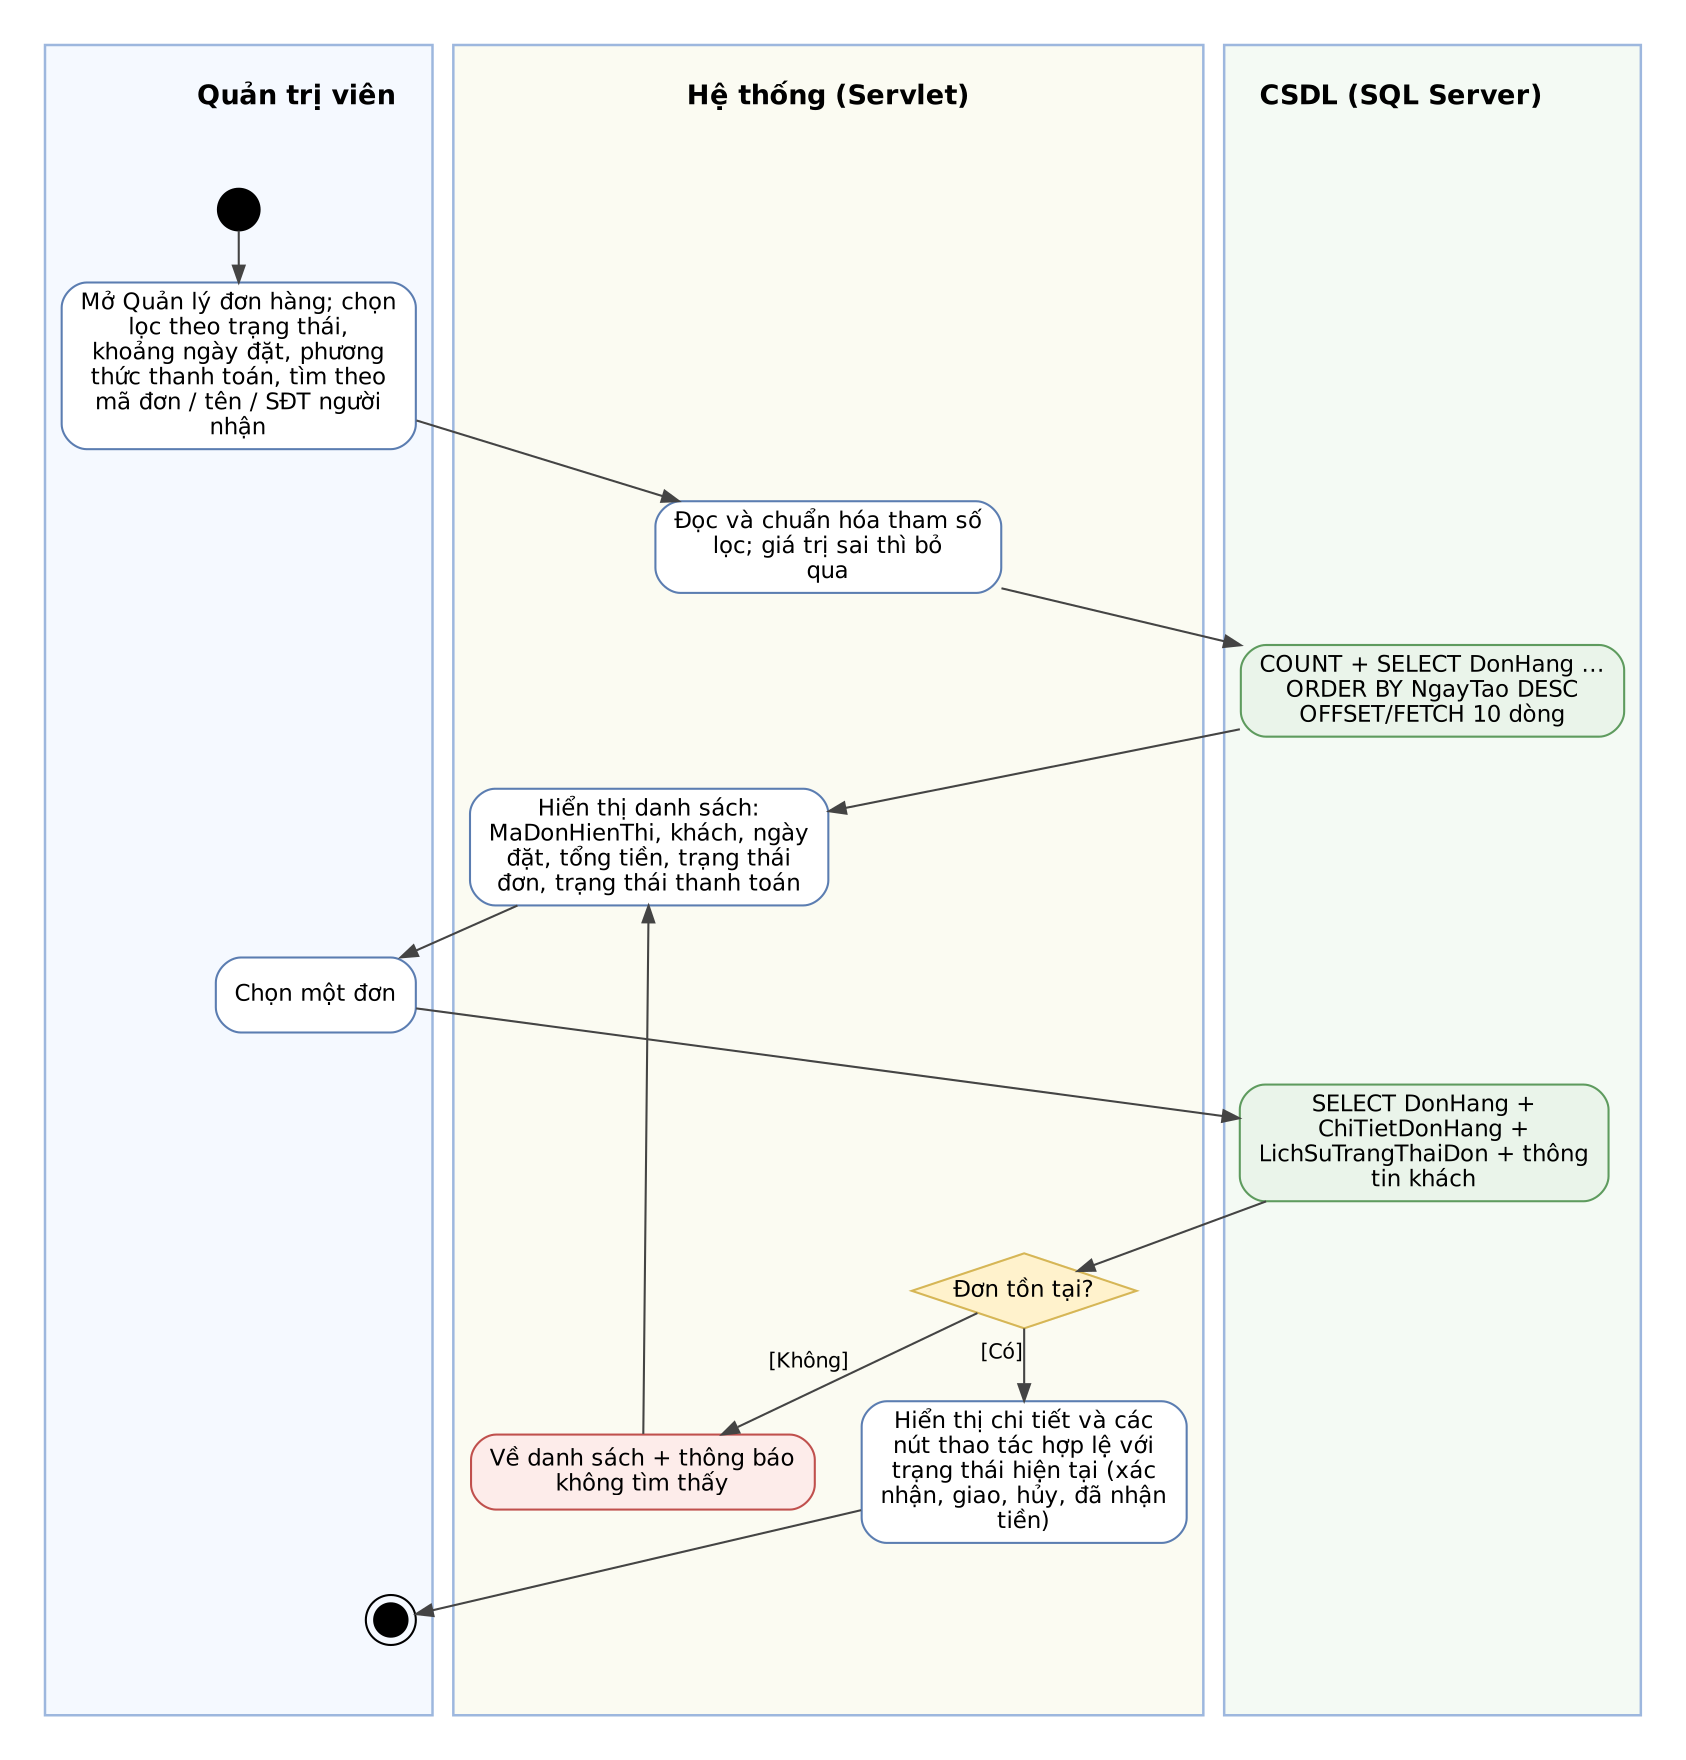 Quản trị viên
Hệ thống (Servlet)
CSDL (SQL Server)
Mở Quản lý đơn hàng; chọn
lọc theo trạng thái,
khoảng ngày đặt, phương
thức thanh toán, tìm theo
mã đơn / tên / SĐT người
nhận
Đọc và chuẩn hóa tham số
lọc; giá trị sai thì bỏ
qua
COUNT + SELECT DonHang …
ORDER BY NgayTao DESC
OFFSET/FETCH 10 dòng
Hiển thị danh sách:
MaDonHienThi, khách, ngày
đặt, tổng tiền, trạng thái
đơn, trạng thái thanh toán
Chọn một đơn
SELECT DonHang +
ChiTietDonHang +
LichSuTrangThaiDon + thông
tin khách
Đơn tồn tại?
[Không]
[Có]
Về danh sách + thông báo
không tìm thấy
Hiển thị chi tiết và các
nút thao tác hợp lệ với
trạng thái hiện tại (xác
nhận, giao, hủy, đã nhận
tiền)